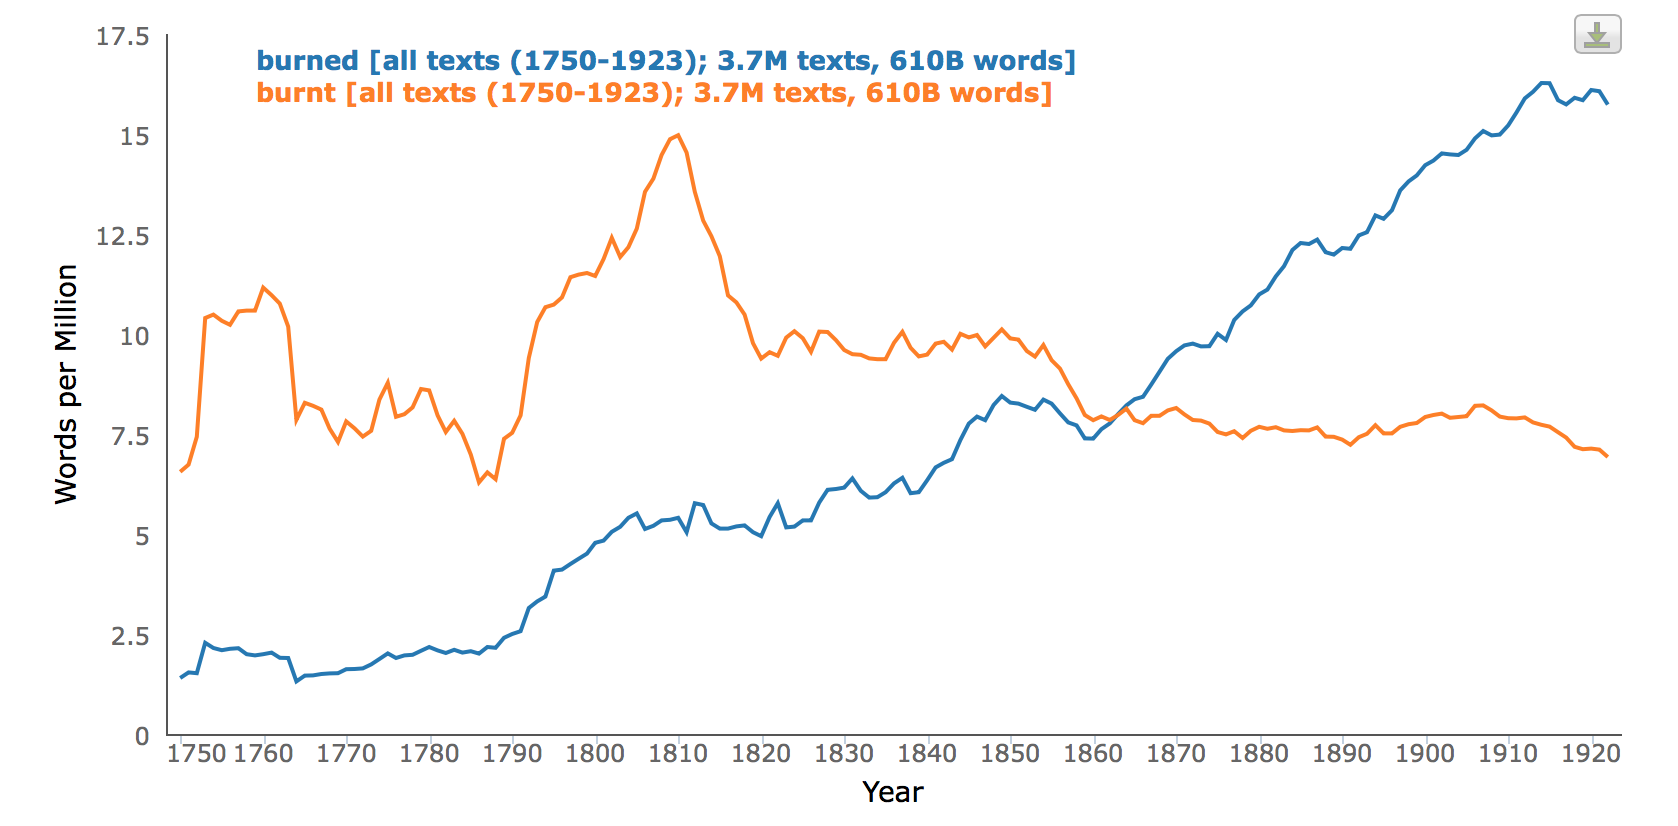 burned [all texts (1750-1923); 3.7M texts, 610B words]
burnt [all texts (1750-1923); 3.7M texts, 610B words]
17.5
15
12.5
10
7.5
5
2.5
0
Words per Million
1750 1760 1770 1780 1790 1800 1810 1820 1830 1840 1850 1860 1870 1880 1890 1900 1910 1920
Year